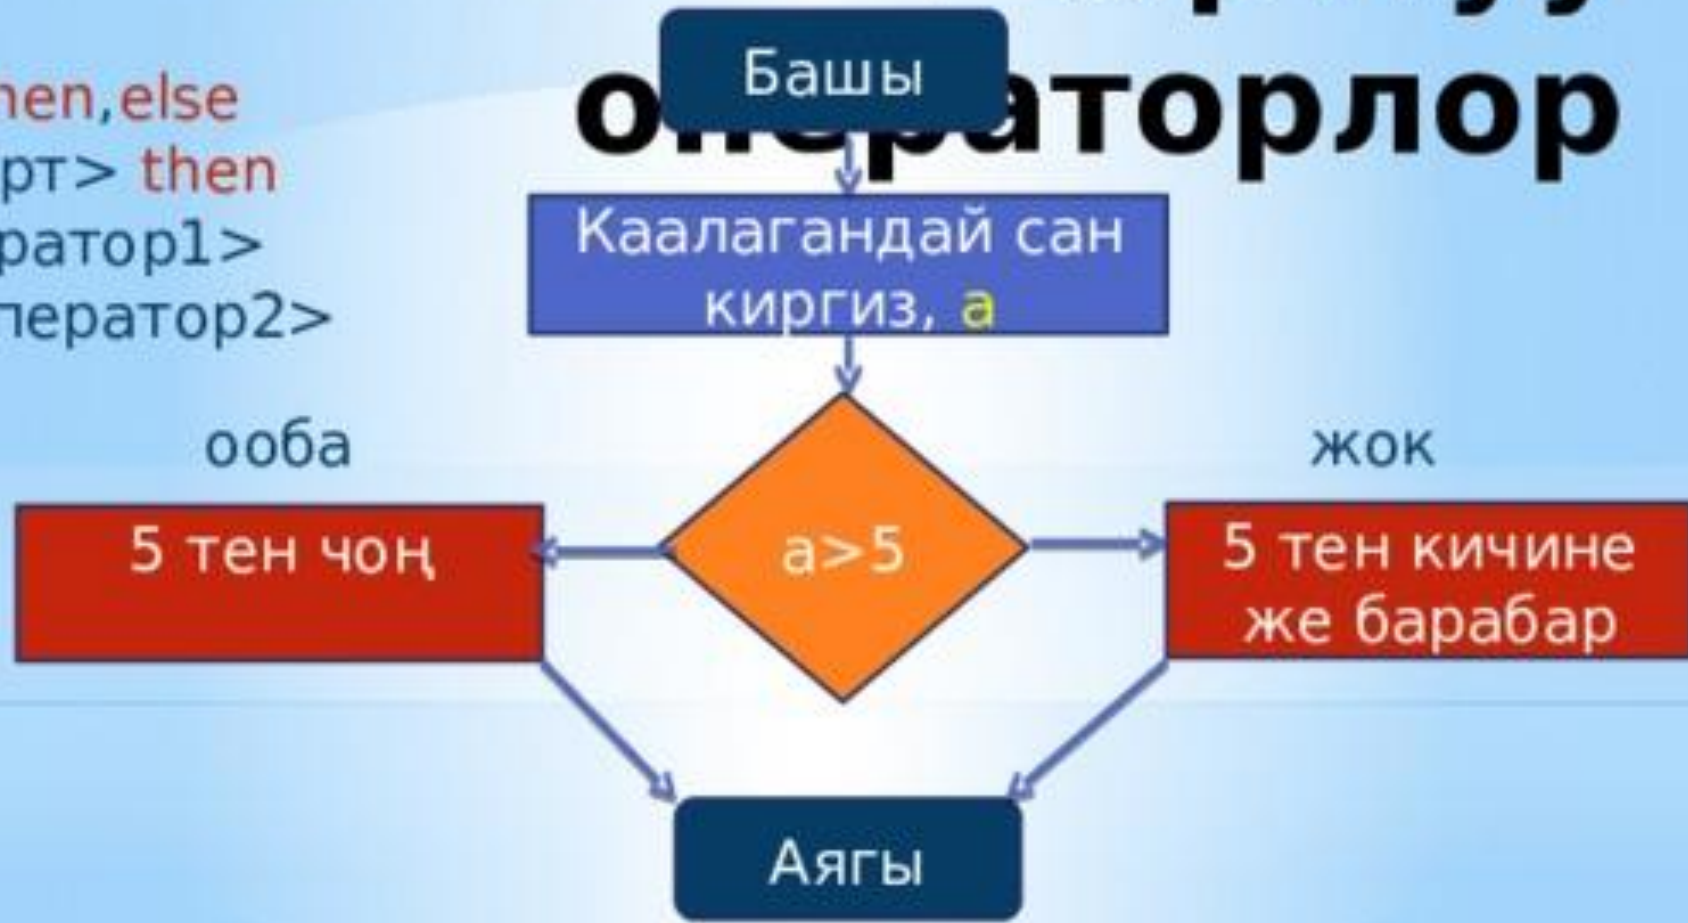 Башы
операторлор
hen,else
рт> then
ратор1>
ператор2>
Каалагандай сан
киргиз, а
ооба
жок
5 тен чоң
а>5
5 тен кичине
же барабар
Аягы